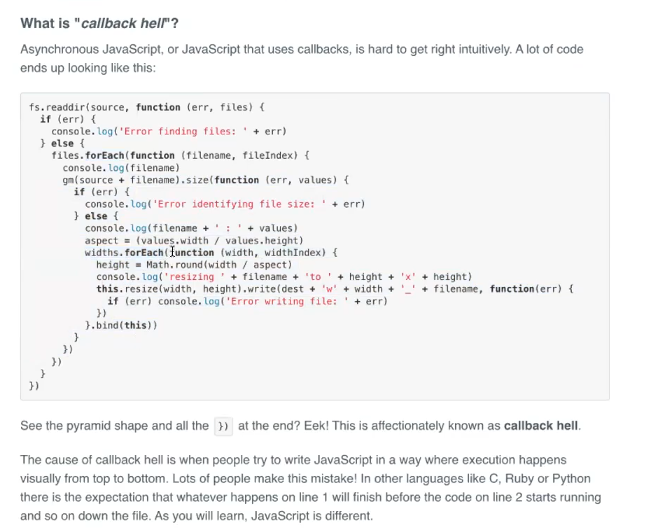 What is "callback hell"?
Asynchronous JavaScript, or JavaScript that uses callbacks, is hard to get right intuitively. A lot of code
ends up looking like this:
fs.readdir(source, function (err, files) {
  if (err) {
    console.log('Error finding files: ' + err)
  } else {
    files.forEach(function (filename, fileIndex) {
      console.log(filename)
      gm(source + filename).size(function (err, values) {
        if (err) {
          console.log('Error identifying file size: ' + err)
        } else {
          console.log(filename + ' : ' + values)
          aspect = (values.width / values.height)
          widths.forEach(function (width, widthIndex) {
            height = Math.round(width / aspect)
            console.log('resizing ' + filename + 'to ' + height + 'x' + height)
            this.resize(width, height).write(dest + 'w' + width + '_' + filename, function(err) {
              if (err) console.log('Error writing file: ' + err)
            })
          }.bind(this))
        }
      })
    })
  }
})
See the pyramid shape and all the }) at the end? Eek! This is affectionately known as callback hell.
The cause of callback hell is when people try to write JavaScript in a way where execution happens
visually from top to bottom. Lots of people make this mistake! In other languages like C, Ruby or Python
there is the expectation that whatever happens on line 1 will finish before the code on line 2 starts running
and so on down the file. As you will learn, JavaScript is different.